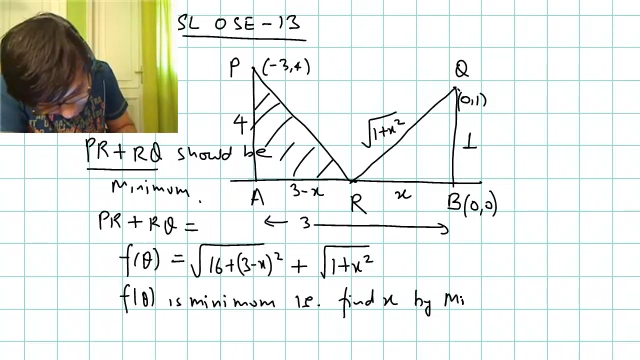 SL OSE-13
P (-3,4)
Q
(0,1)
4
√1+x²
1
PR + RQ should be
Minimum.
A 3-x R x B(0,0)
PR + RQ = ← 3 →
f(θ) = √16+(3-x)² + √1+x²
f(θ) is minimum i.e. find x by Mi